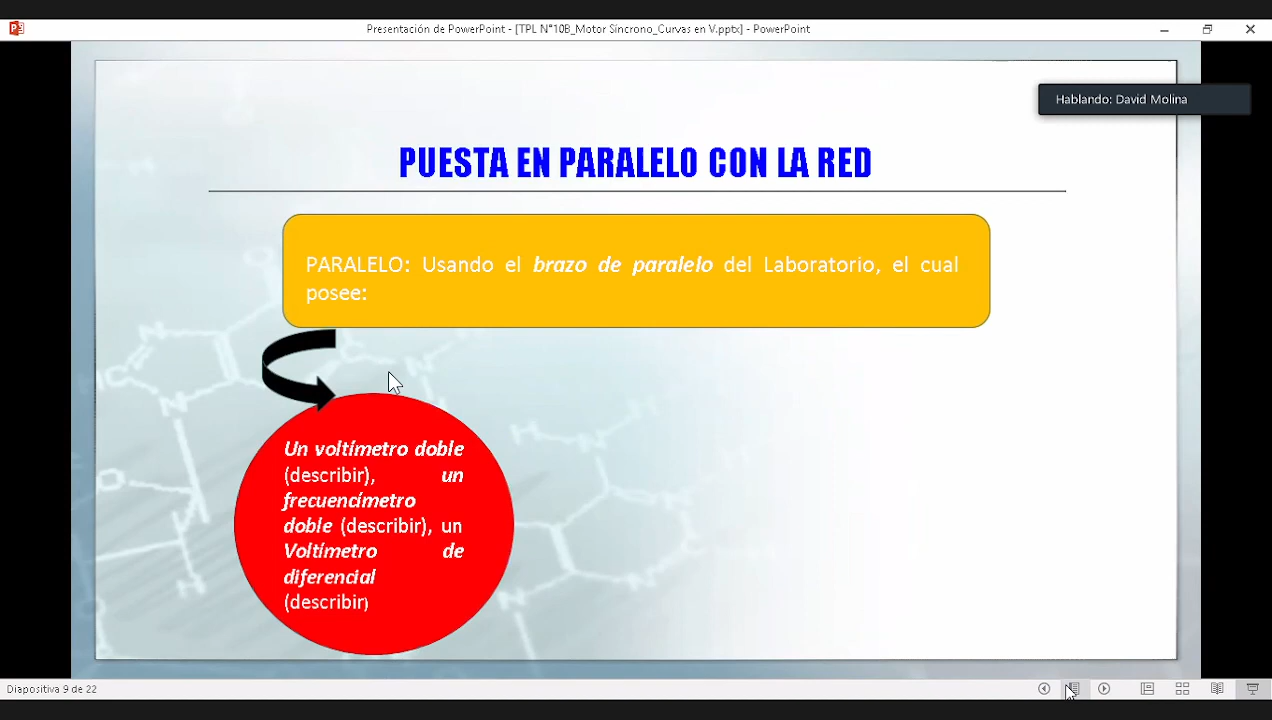 Presentación de PowerPoint - [TPL N°10B_Motor Síncrono_Curvas en V.pptx] - PowerPoint
Hablando: David Molina
PUESTA EN PARALELO CON LA RED
PARALELO: Usando el brazo de paralelo del Laboratorio, el cual
posee:
Un voltímetro doble
(describir), un
frecuencímetro
doble (describir), un
Voltímetro de
diferencial
(describir)
Diapositiva 9 de 22